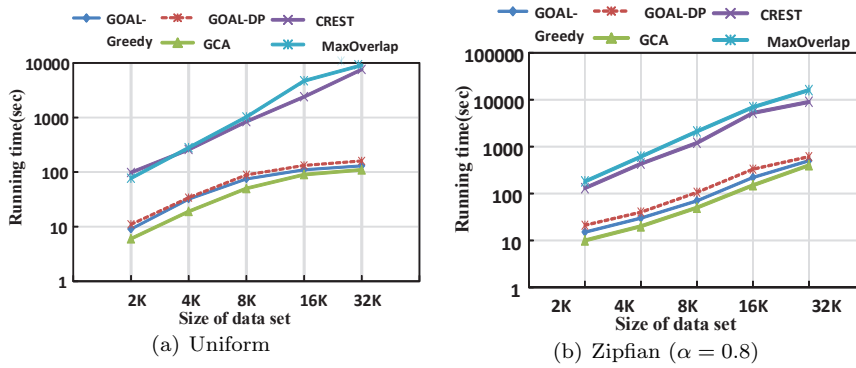 GOAL-Greedy GOAL-DP CREST
GCA MaxOverlap
Running time(sec)
10000
1000
100
10
1
2K 4K 8K 16K 32K
Size of data set
(a) Uniform
GOAL-Greedy GOAL-DP CREST
GCA MaxOverlap
Running time(sec)
100000
10000
1000
100
10
1
2K 4K 8K 16K 32K
Size of data set
(b) Zipfian (α = 0.8)